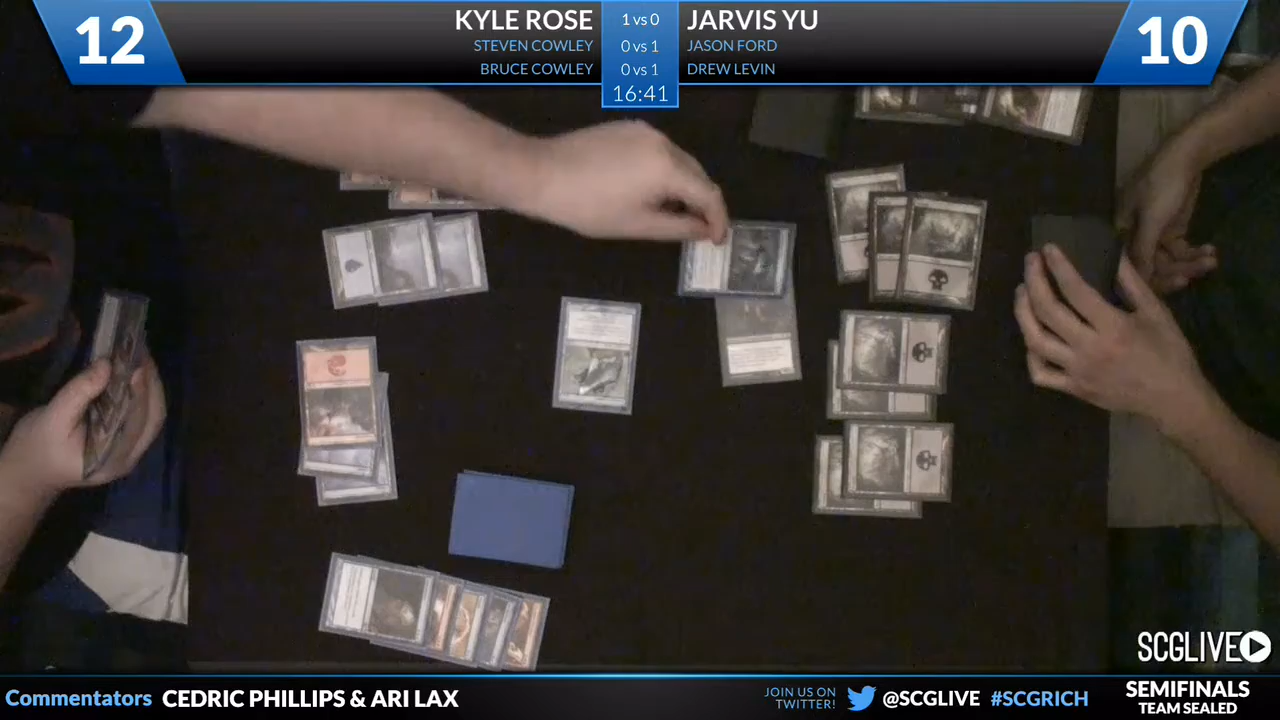 12
KYLE ROSE 1 vs 0 JARVIS YU
STEVEN COWLEY 0 vs 1 JASON FORD
BRUCE COWLEY 0 vs 1 DREW LEVIN
16:41
10
SCGLIVE
Commentators CEDRIC PHILLIPS & ARI LAX
JOIN US ON
TWITTER!
@SCGLIVE #SCGRICH
SEMIFINALS
TEAM SEALED